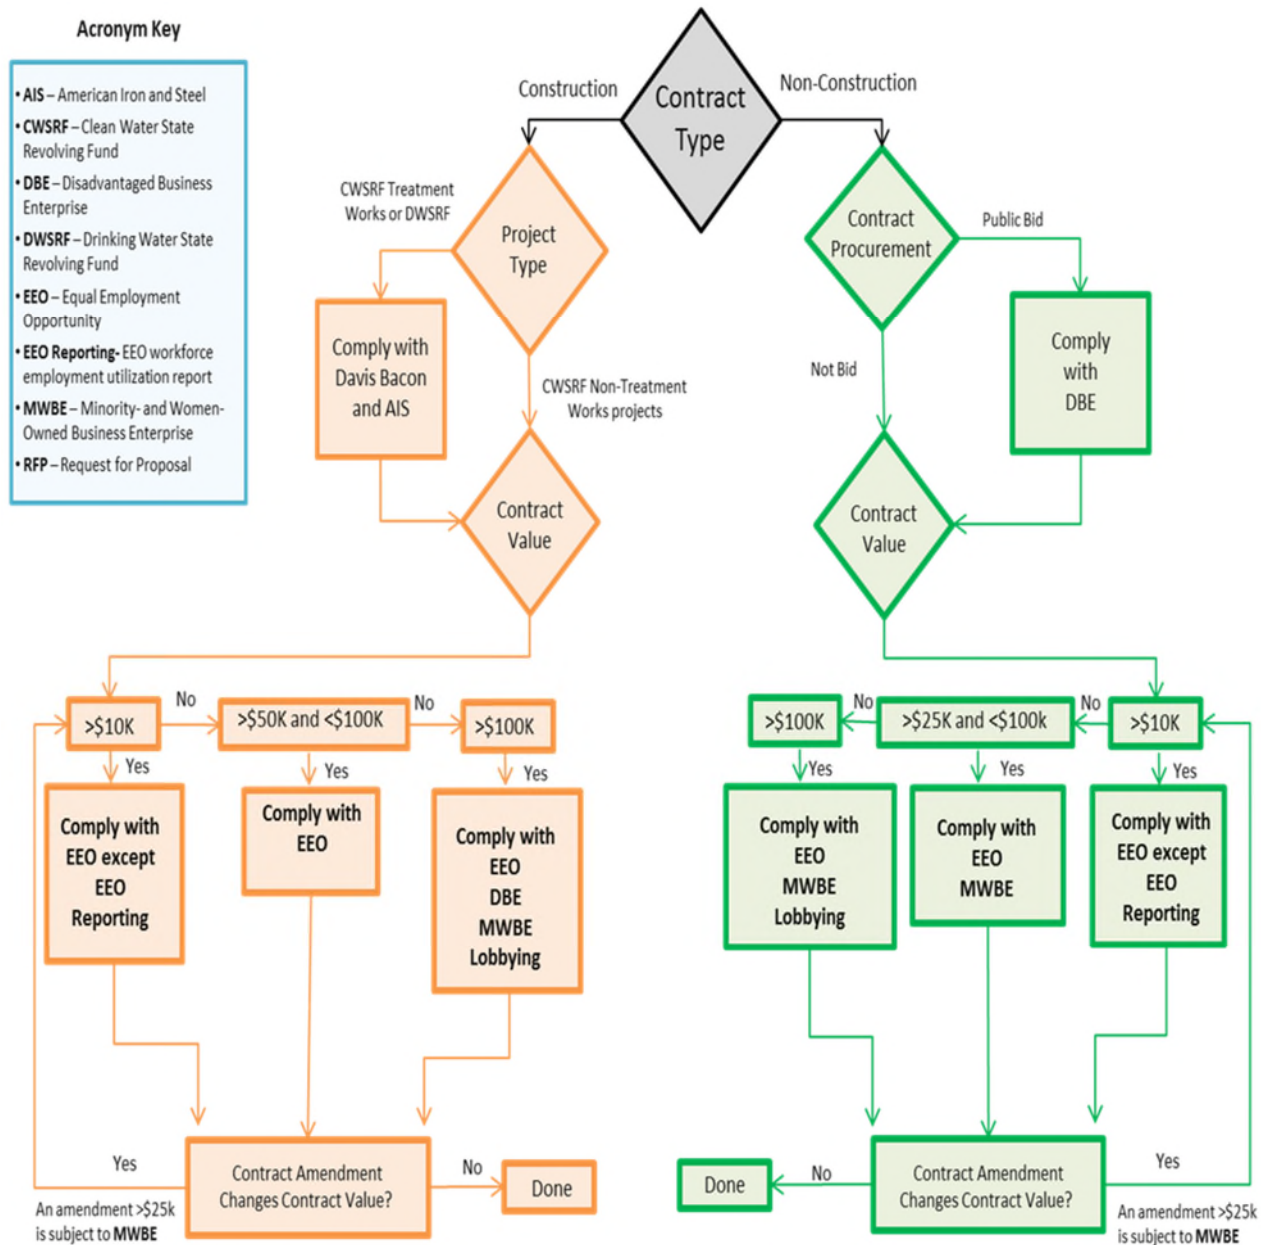 Acronym Key
• AIS – American Iron and Steel
• CWSRF – Clean Water State
Revolving Fund
• DBE – Disadvantaged Business
Enterprise
• DWSRF – Drinking Water State
Revolving Fund
• EEO – Equal Employment
Opportunity
• EEO Reporting- EEO workforce
employment utilization report
• MWBE – Minority- and Women-
Owned Business Enterprise
• RFP – Request for Proposal
Contract
Type
Construction
Non-Construction
CWSRF Treatment
Works or DWSRF
Project
Type
Comply with
Davis Bacon
and AIS
CWSRF Non-Treatment
Works projects
Contract
Value
Contract
Procurement
Public Bid
Comply
with
DBE
Not Bid
Contract
Value
>$10K
No
>$50K and <$100K
No
>$100K
Yes
Yes
Yes
Comply with
EEO except
EEO
Reporting
Comply with
EEO
Comply with
EEO
DBE
MWBE
Lobbying
Yes
Contract Amendment
Changes Contract Value?
No
Done
An amendment >$25k
is subject to MWBE
>$100K
No
>$25K and <$100k
No
>$10K
Yes
Yes
Yes
Comply with
EEO
MWBE
Lobbying
Comply with
EEO
MWBE
Comply with
EEO except
EEO
Reporting
Done
No
Contract Amendment
Changes Contract Value?
Yes
An amendment >$25k
is subject to MWBE